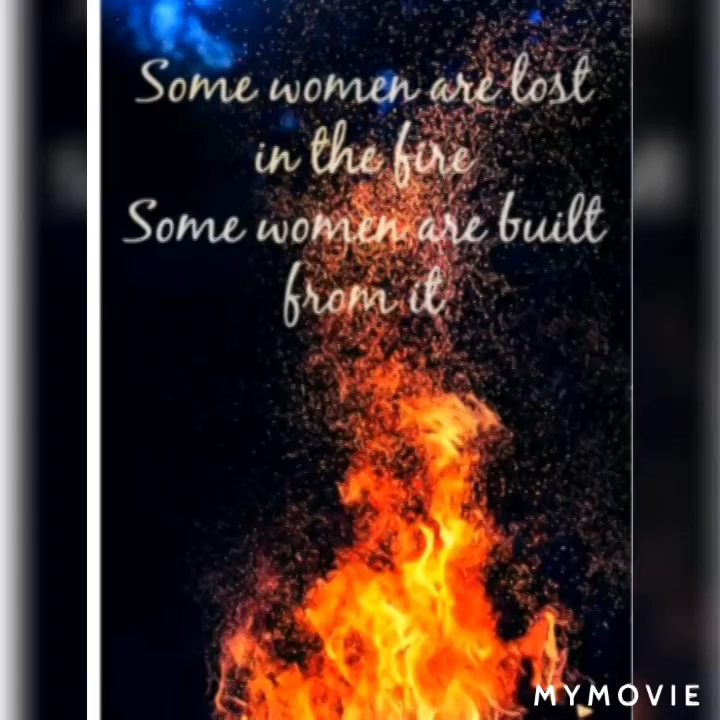 Some women are lost
in the fire
Some women are built
from it
MYMOVIE